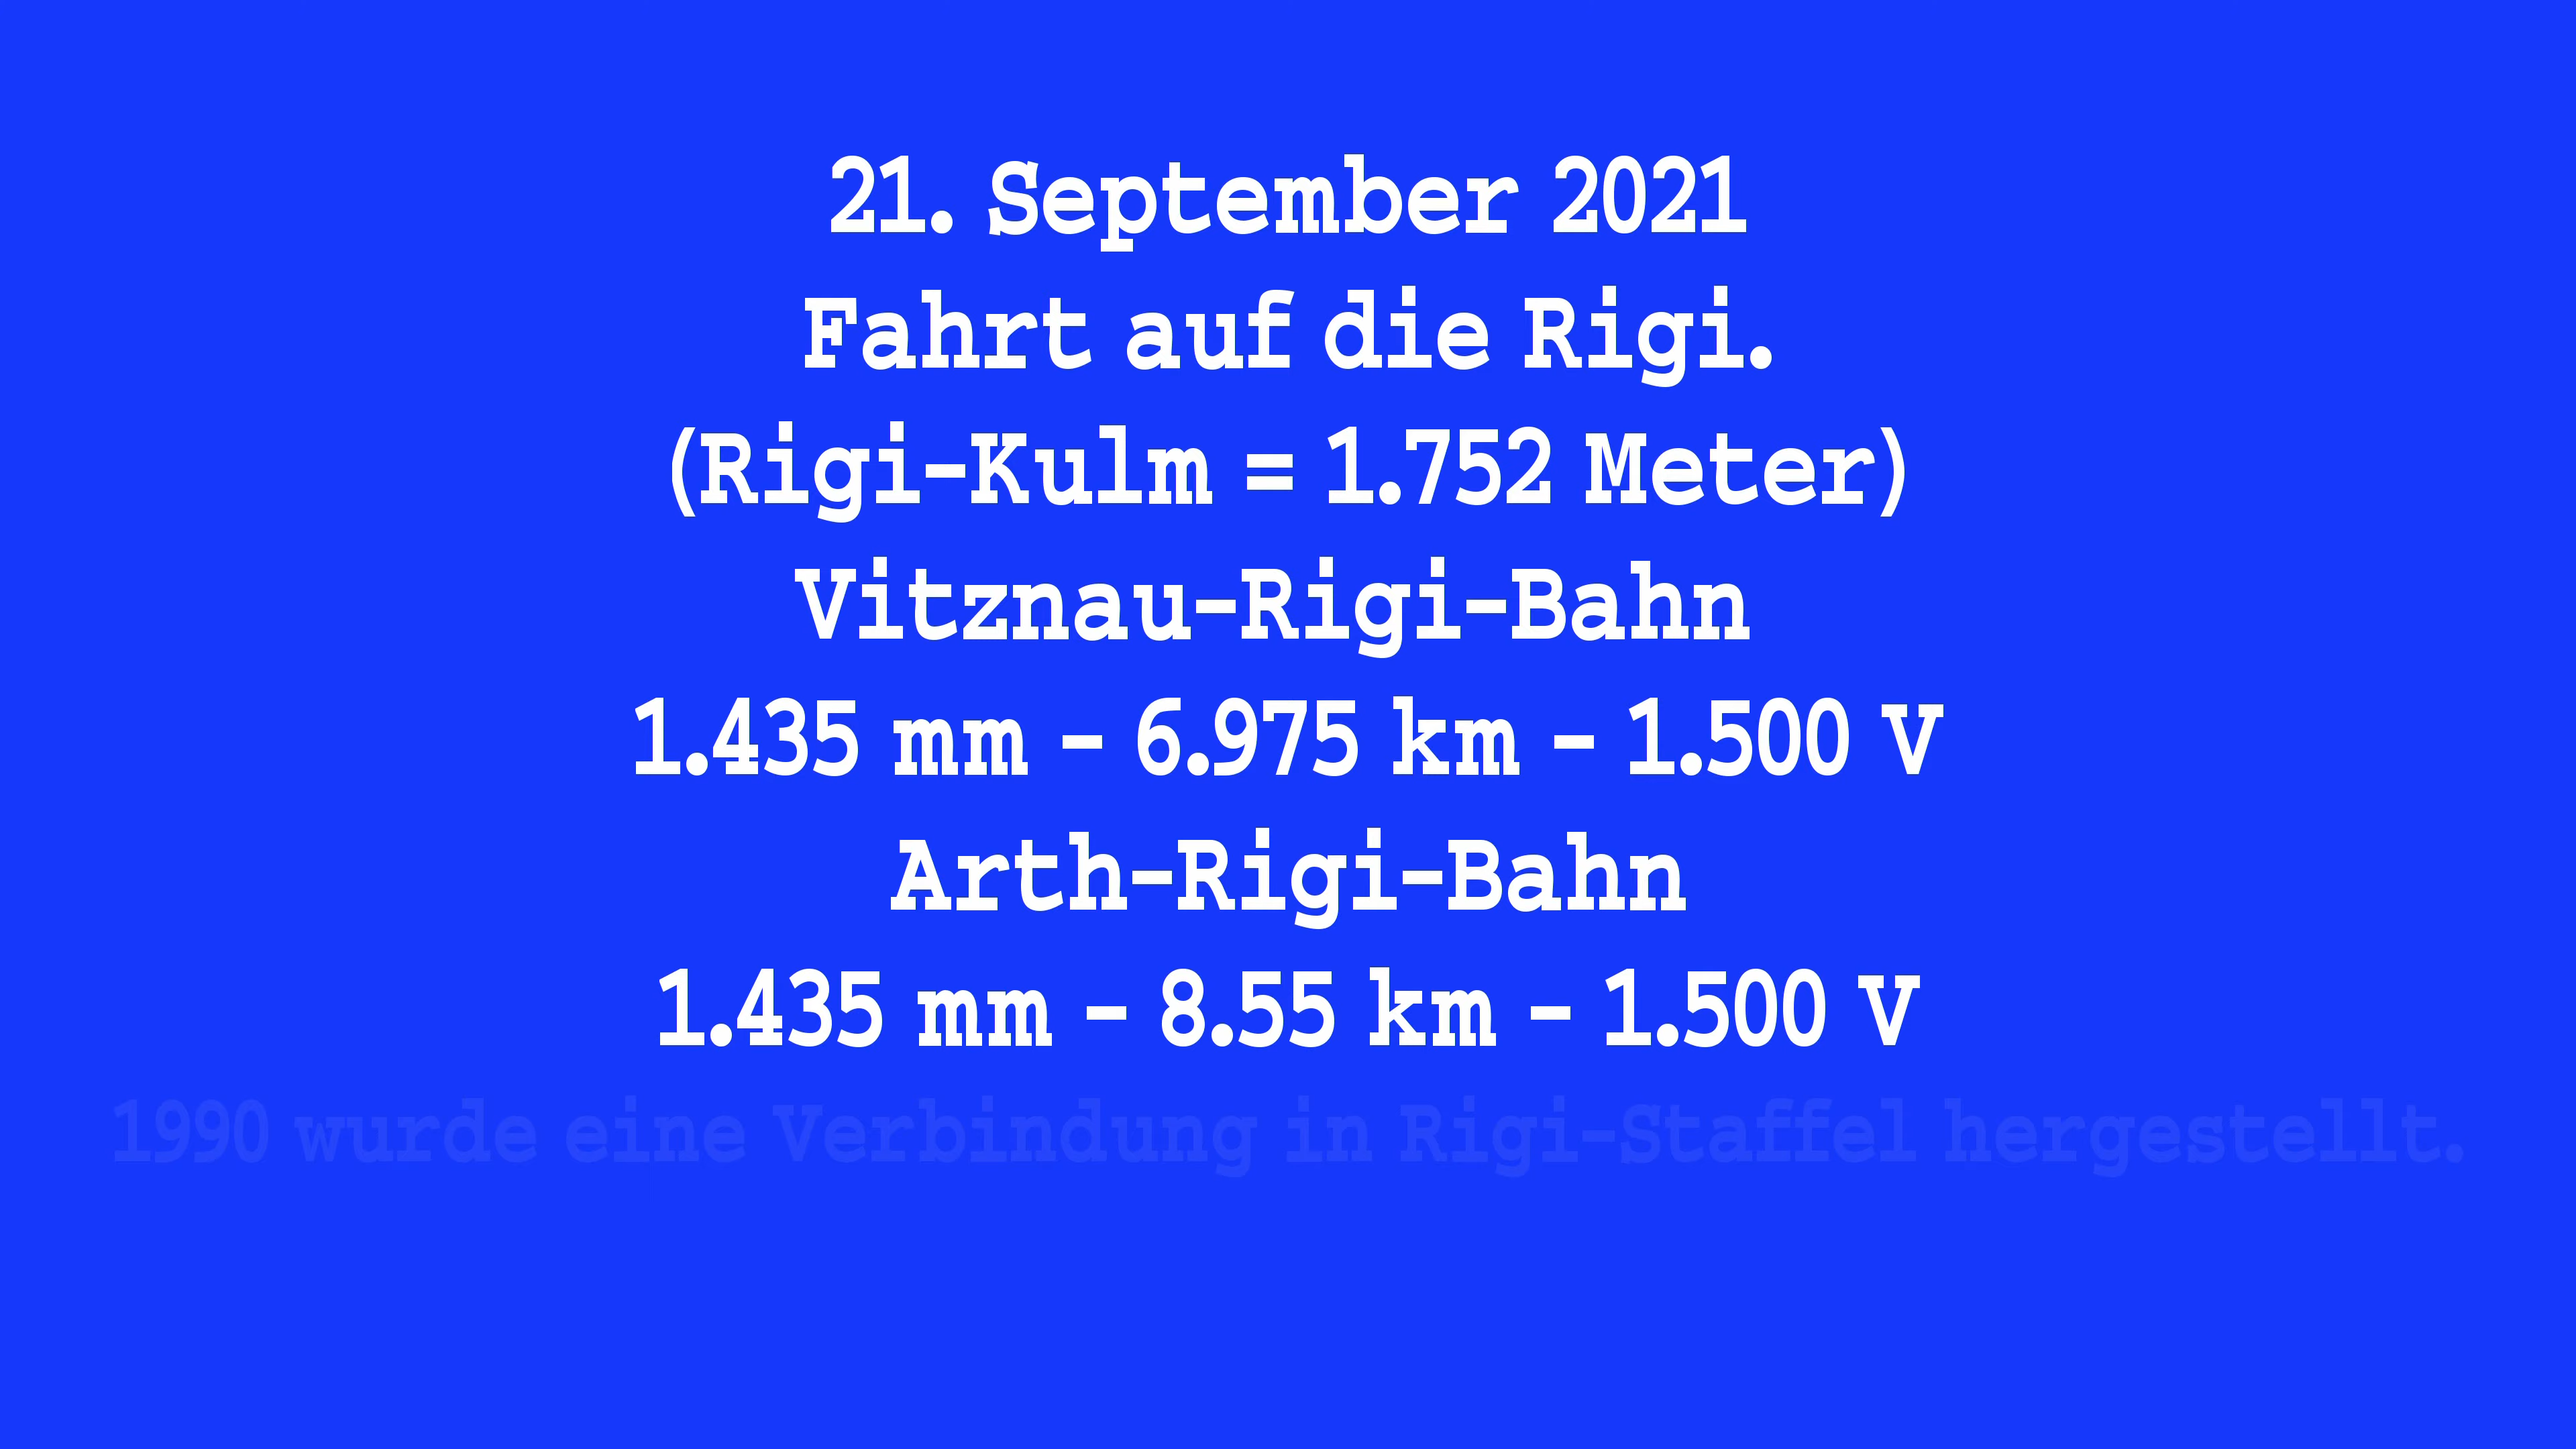 21. September 2021
Fahrt auf die Rigi.
(Rigi-Kulm = 1.752 Meter)
Vitznau-Rigi-Bahn
1.435 mm - 6.975 km - 1.500 V
Arth-Rigi-Bahn
1.435 mm - 8.55 km - 1.500 V
1990 wurde eine Verbindung in Rigi-Staffel hergestellt.